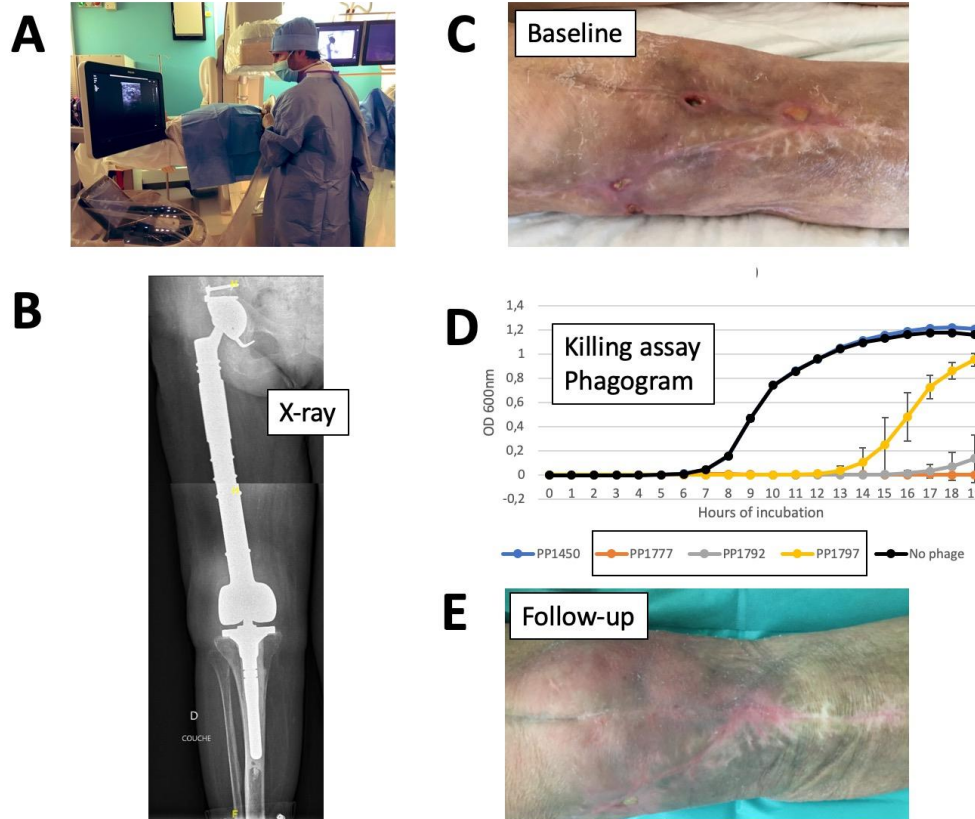 A
Baseline
C
B
X-ray
D
COUCHE
D
Killing assay
Phagogram
OD 600nm
1,4
1,2
1
0,8
0,6
0,4
0,2
0
-0,2
0 1 2 3 4 5 6 7 8 9 10 11 12 13 14 15 16 17 18
Hours of incubation
PP1450 PP1777 PP1792 PP1797 No phage
E
Follow-up